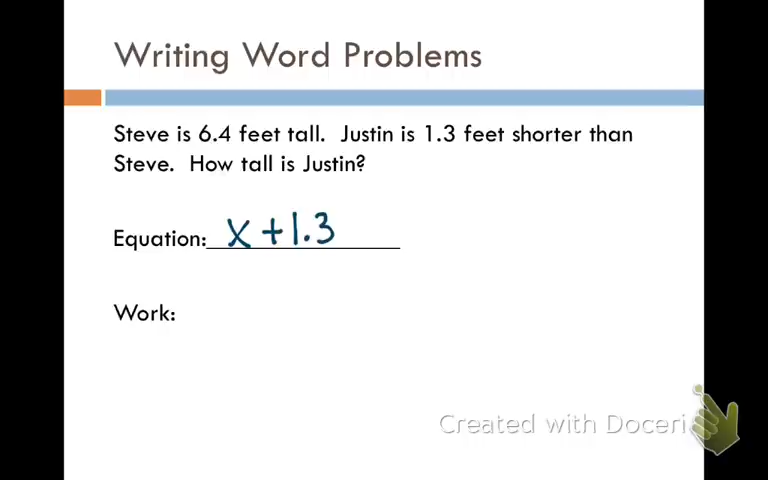 Writing Word Problems
Steve is 6.4 feet tall. Justin is 1.3 feet shorter than
Steve. How tall is Justin?
Equation: x + 1.3
Work:
Created with Doceri